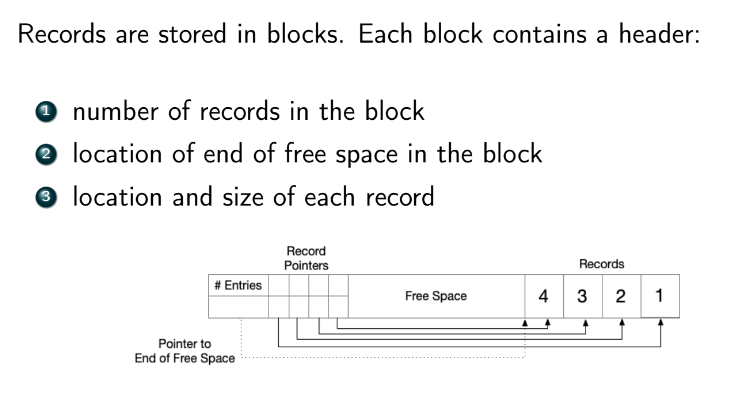 Records are stored in blocks. Each block contains a header:
1 number of records in the block
2 location of end of free space in the block
3 location and size of each record
Record
Pointers
Records
# Entries
Free Space
4 3 2 1
Pointer to
End of Free Space